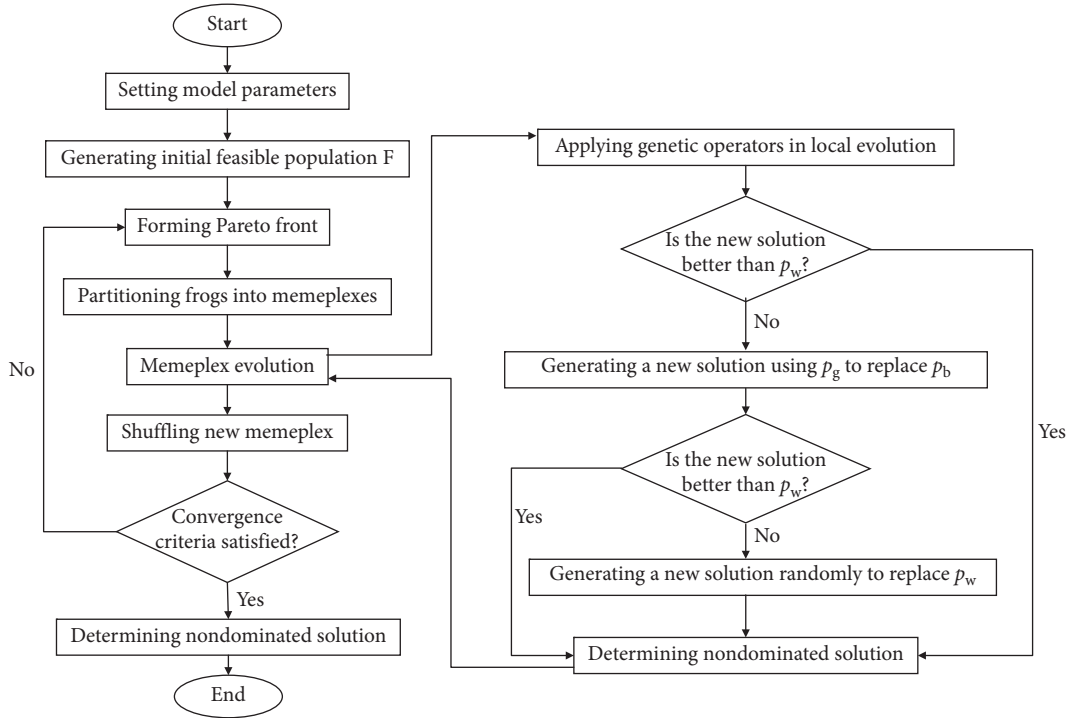 Start
Setting model parameters
Generating initial feasible population F
Forming Pareto front
Partitioning frogs into memeplexes
No
Memeplex evolution
Shuffling new memeplex
Convergence
criteria satisfied?
Yes
Determining nondominated solution
End
Applying genetic operators in local evolution
Is the new solution
better than p_w?
No
Generating a new solution using p_g to replace p_b
Yes
Is the new solution
better than p_w?
Yes
No
Generating a new solution randomly to replace p_w
Determining nondominated solution